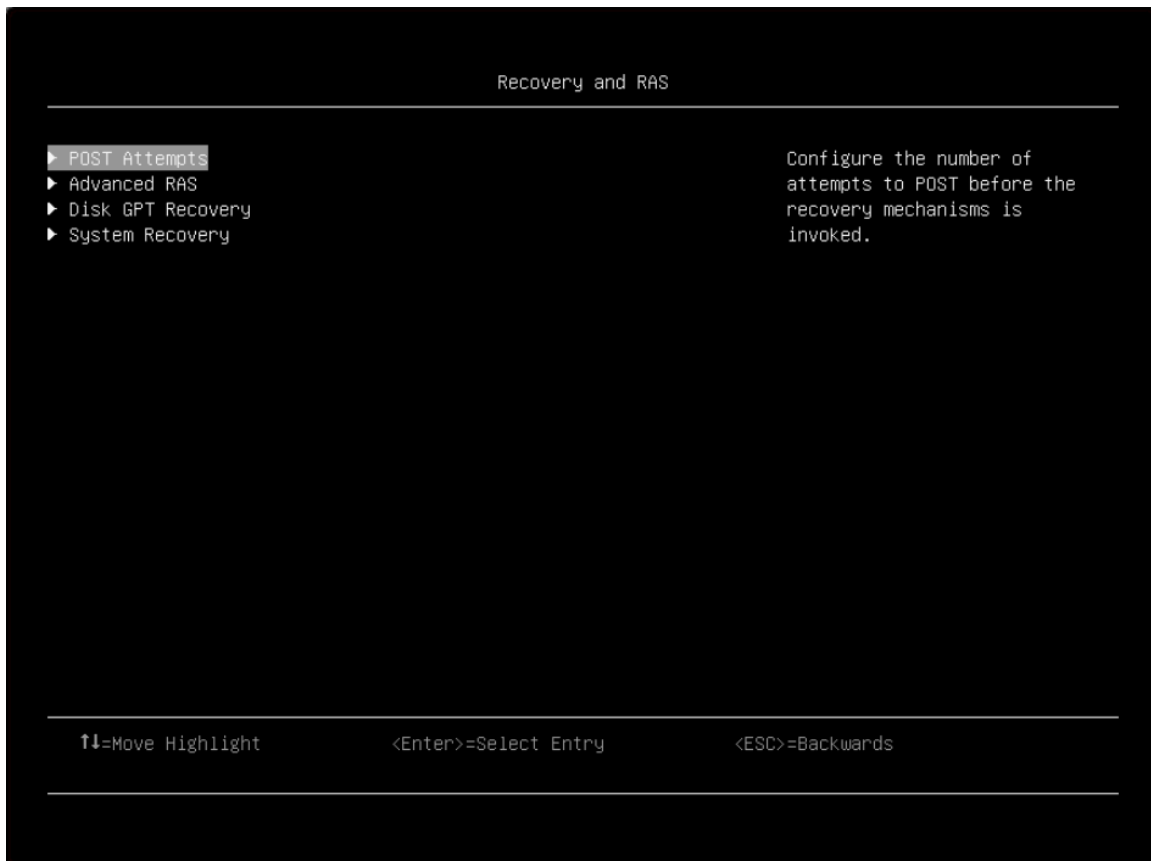 Recovery and RAS
▶ POST Attempts
▶ Advanced RAS
▶ Disk GPT Recovery
▶ System Recovery
Configure the number of
attempts to POST before the
recovery mechanisms is
invoked.
↑↓=Move Highlight <Enter>=Select Entry <ESC>=Backwards